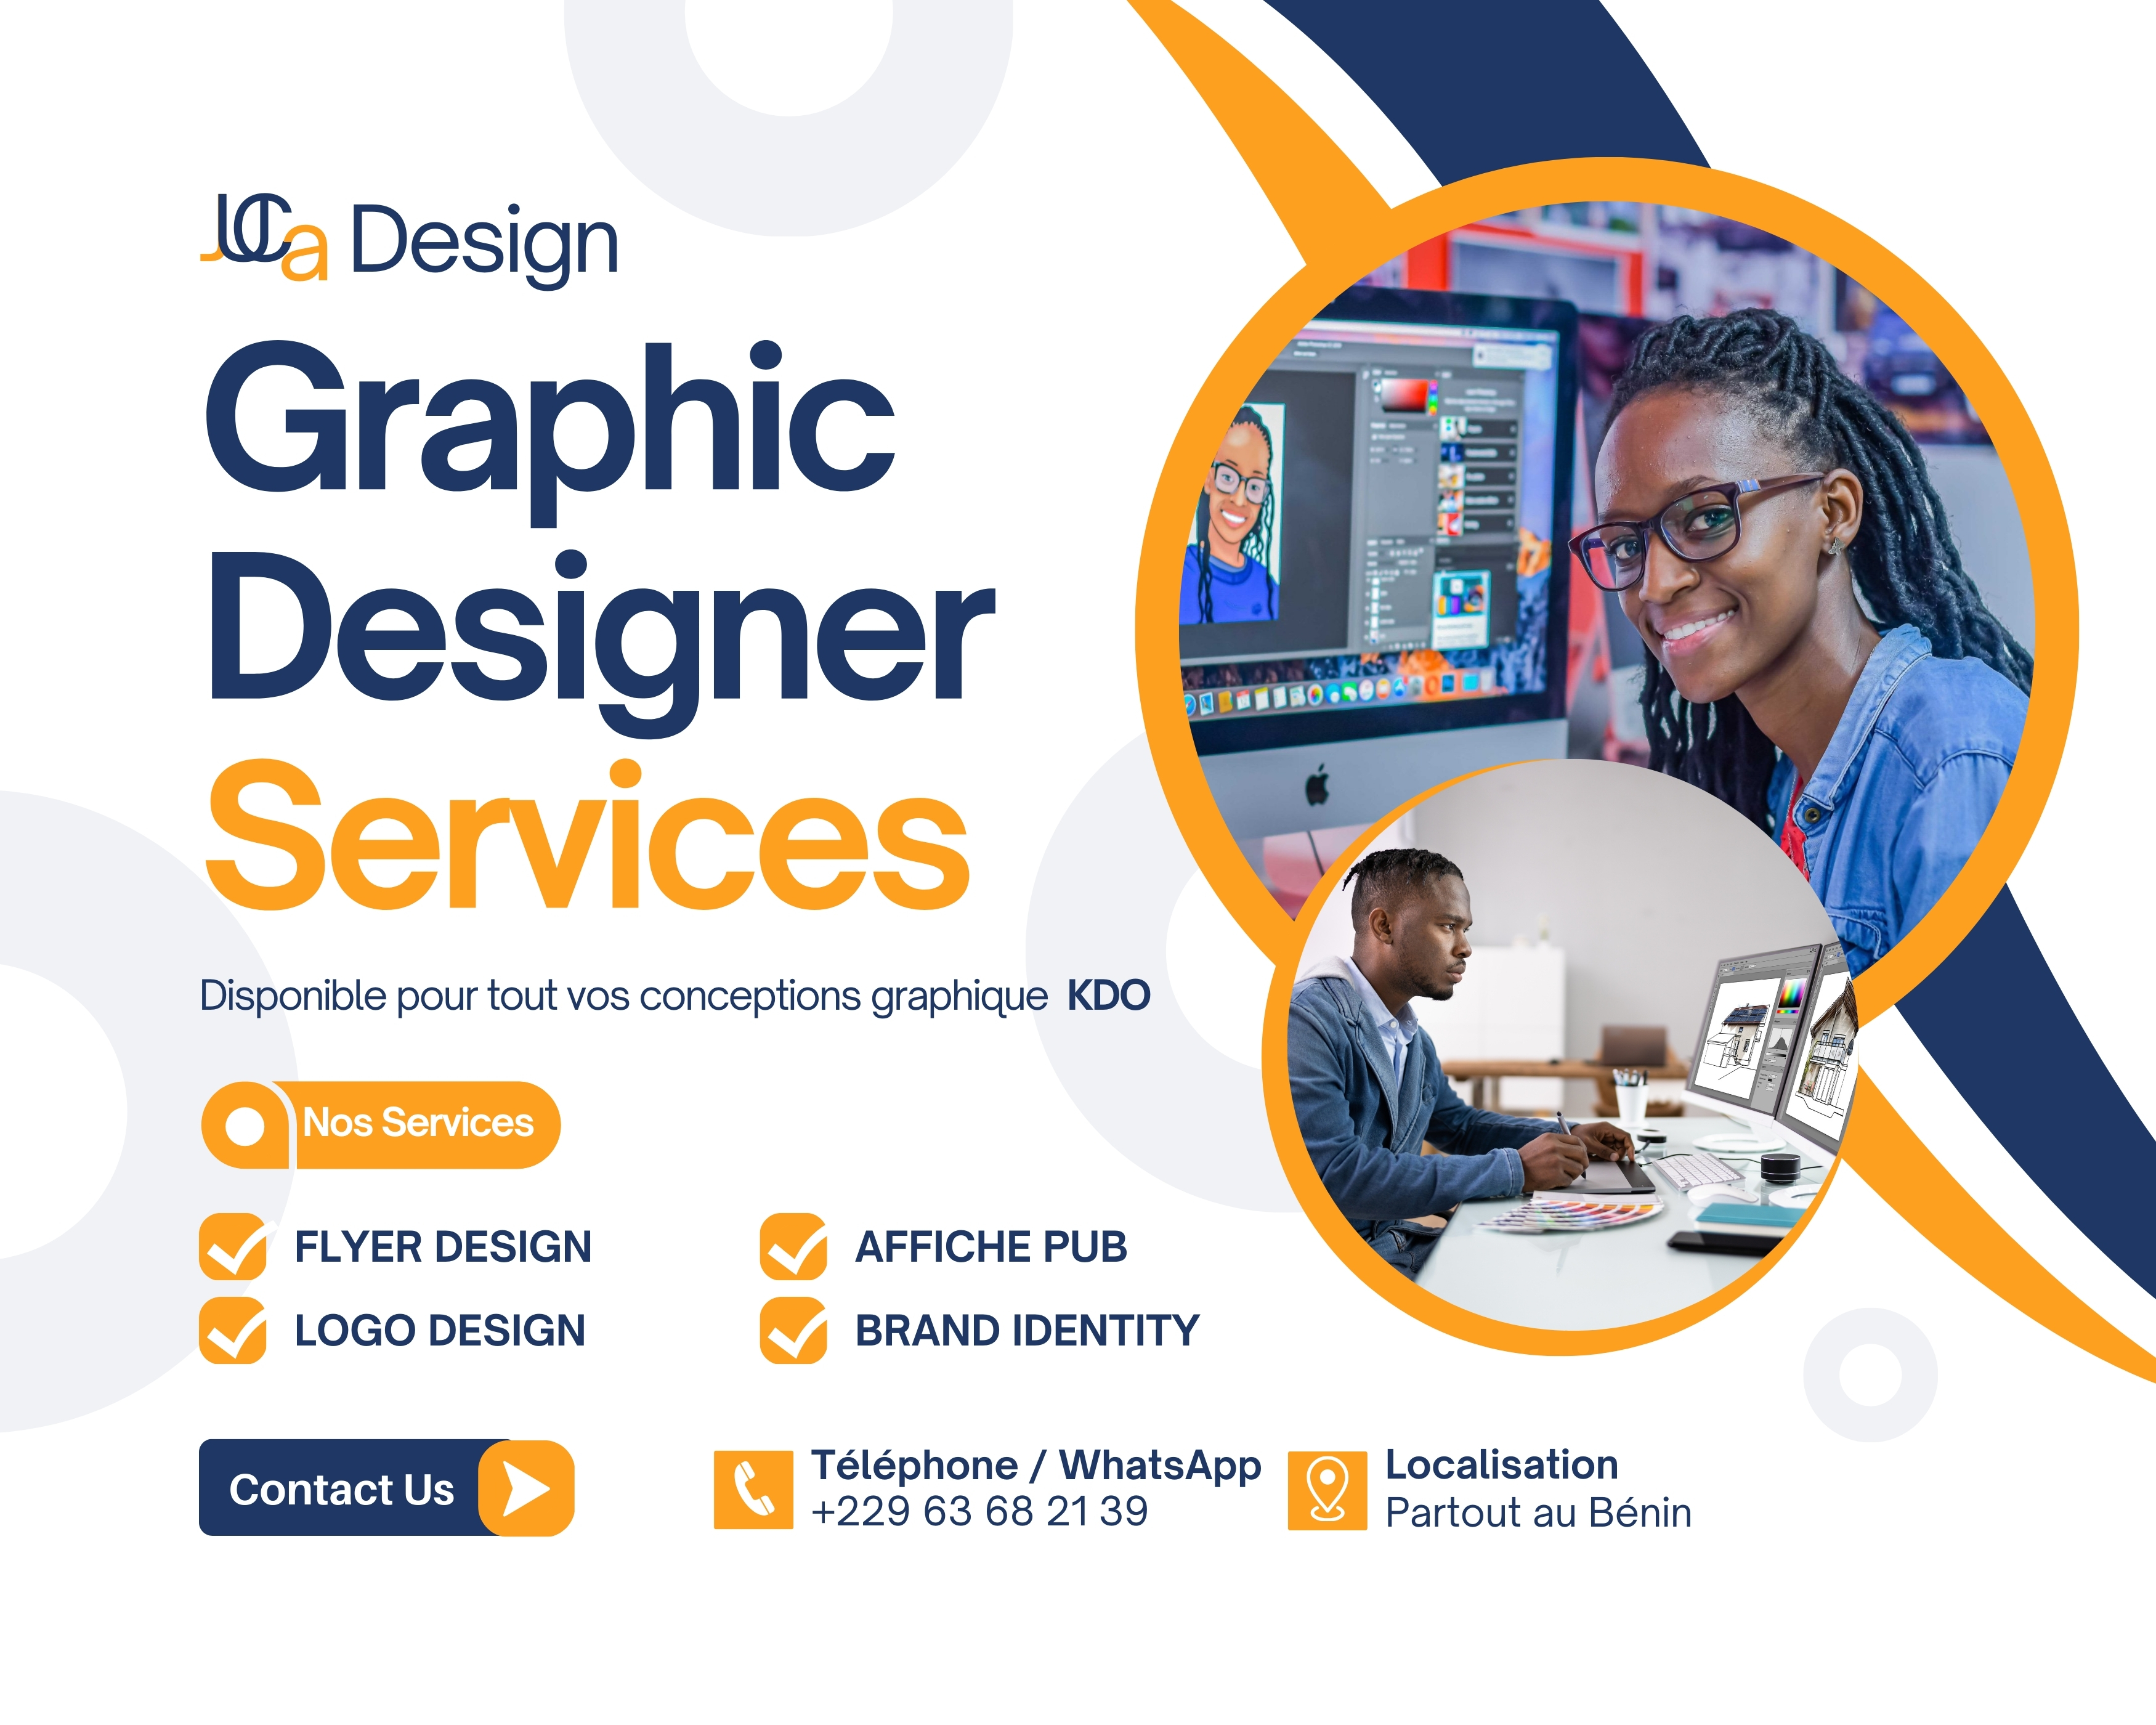 JUCa Design
Graphic
Designer
Services
Disponible pour tout vos conceptions graphique KDO
Nos Services
FLYER DESIGN
AFFICHE PUB
LOGO DESIGN
BRAND IDENTITY
Contact Us
Téléphone / WhatsApp
+229 63 68 21 39
Localisation
Partout au Bénin